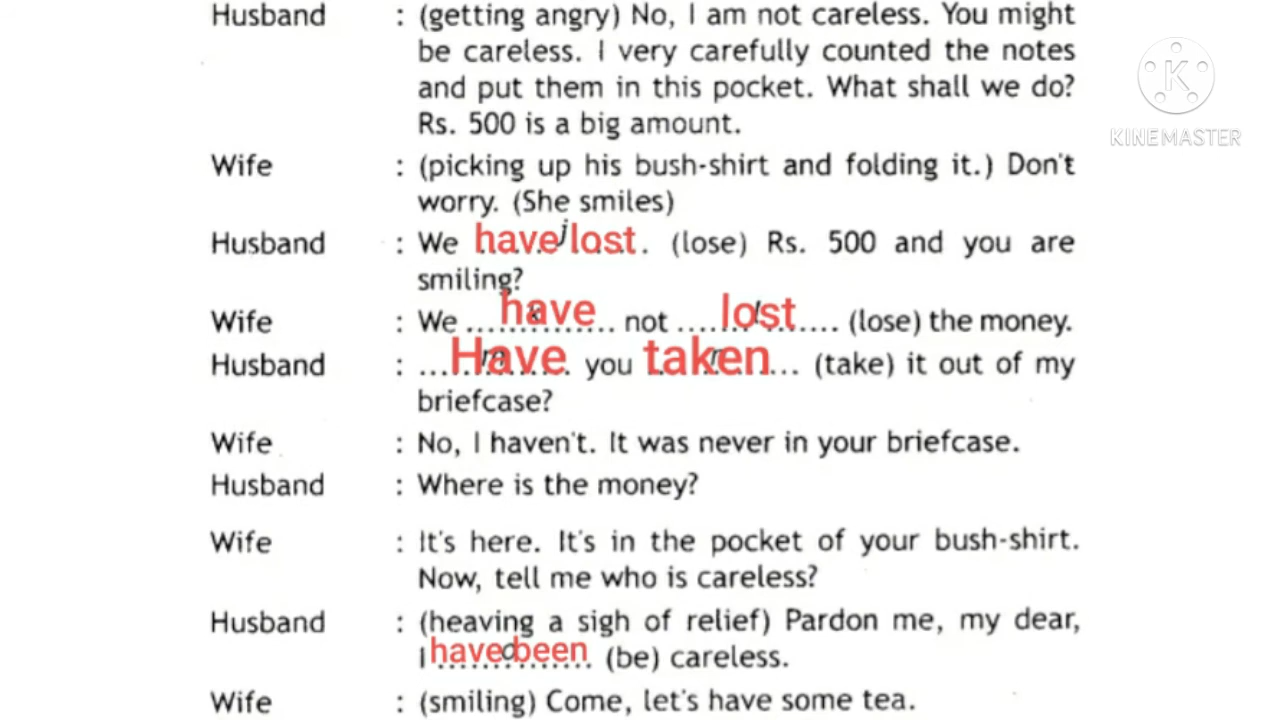 Husband : (getting angry) No, I am not careless. You might
be careless. I very carefully counted the notes
and put them in this pocket. What shall we do?
Rs. 500 is a big amount.
K
KINEMASTER
Wife : (picking up his bush-shirt and folding it.) Don't
worry. (She smiles)
Husband : We have lost. (lose) Rs. 500 and you are
smiling?
Wife : We ... have ... not ... lost ... (lose) the money.
Husband : ... Have ... you taken ... (take) it out of my
briefcase?
Wife : No, I haven't. It was never in your briefcase.
Husband : Where is the money?
Wife : It's here. It's in the pocket of your bush-shirt.
Now, tell me who is careless?
Husband : (heaving a sigh of relief) Pardon me, my dear,
I have been (be) careless.
Wife : (smiling) Come, let's have some tea.